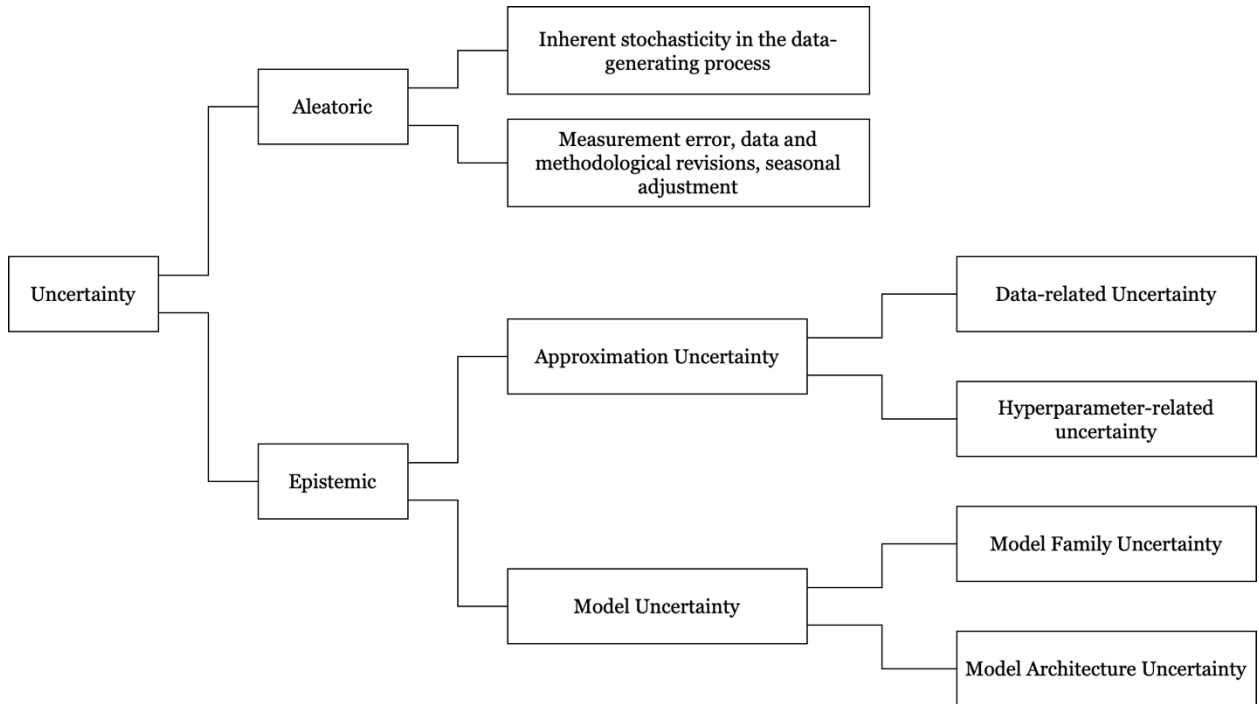 Inherent stochasticity in the data-
generating process
Aleatoric
Measurement error, data and
methodological revisions, seasonal
adjustment
Uncertainty
Data-related Uncertainty
Approximation Uncertainty
Hyperparameter-related
uncertainty
Epistemic
Model Family Uncertainty
Model Uncertainty
Model Architecture Uncertainty